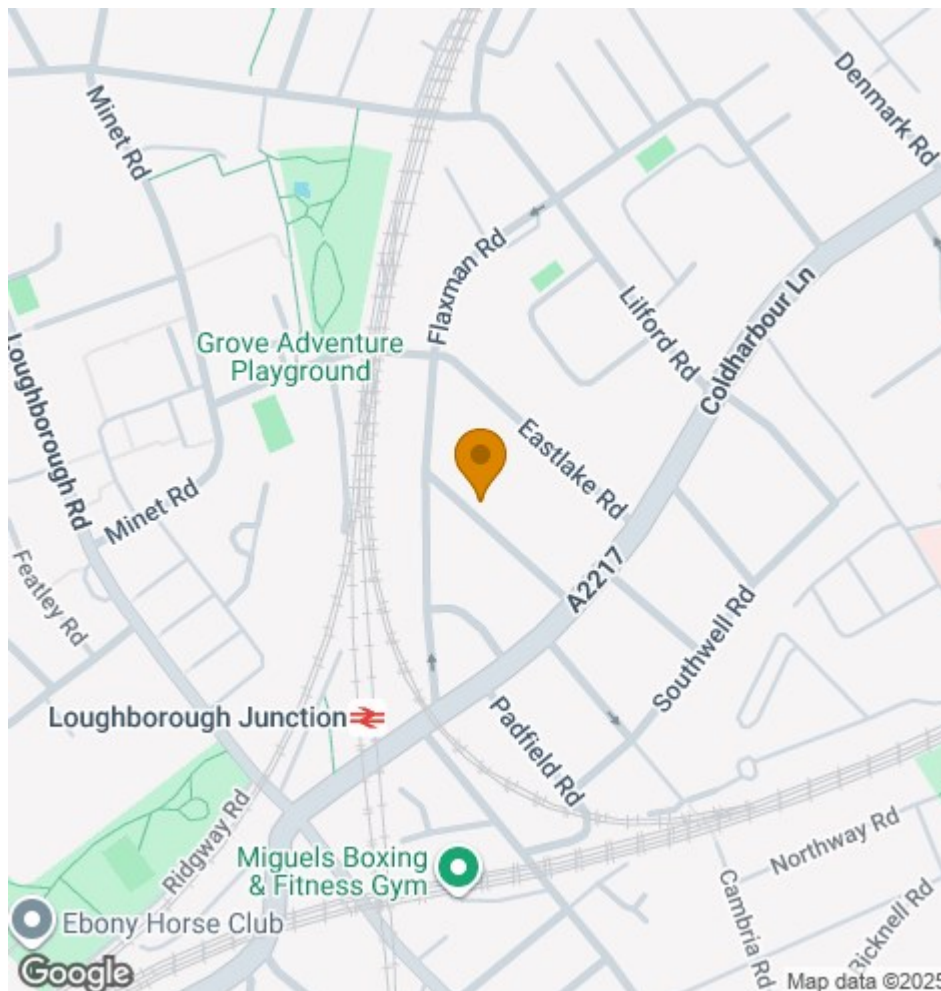 Denmark Rd
Minet Rd
Flaxman Rd
Lilford Rd
Coldharbour Ln
Grove Adventure
Playground
Loughborough Rd
Eastlake Rd
Minet Rd
Featley Rd
A2217
Southwell Rd
Loughborough Junction
Padfield Rd
Ridgway Rd
Miguels Boxing
& Fitness Gym
Northway Rd
Cambria Rd
Bicknell Rd
Ebony Horse Club
Google
Map data ©2025